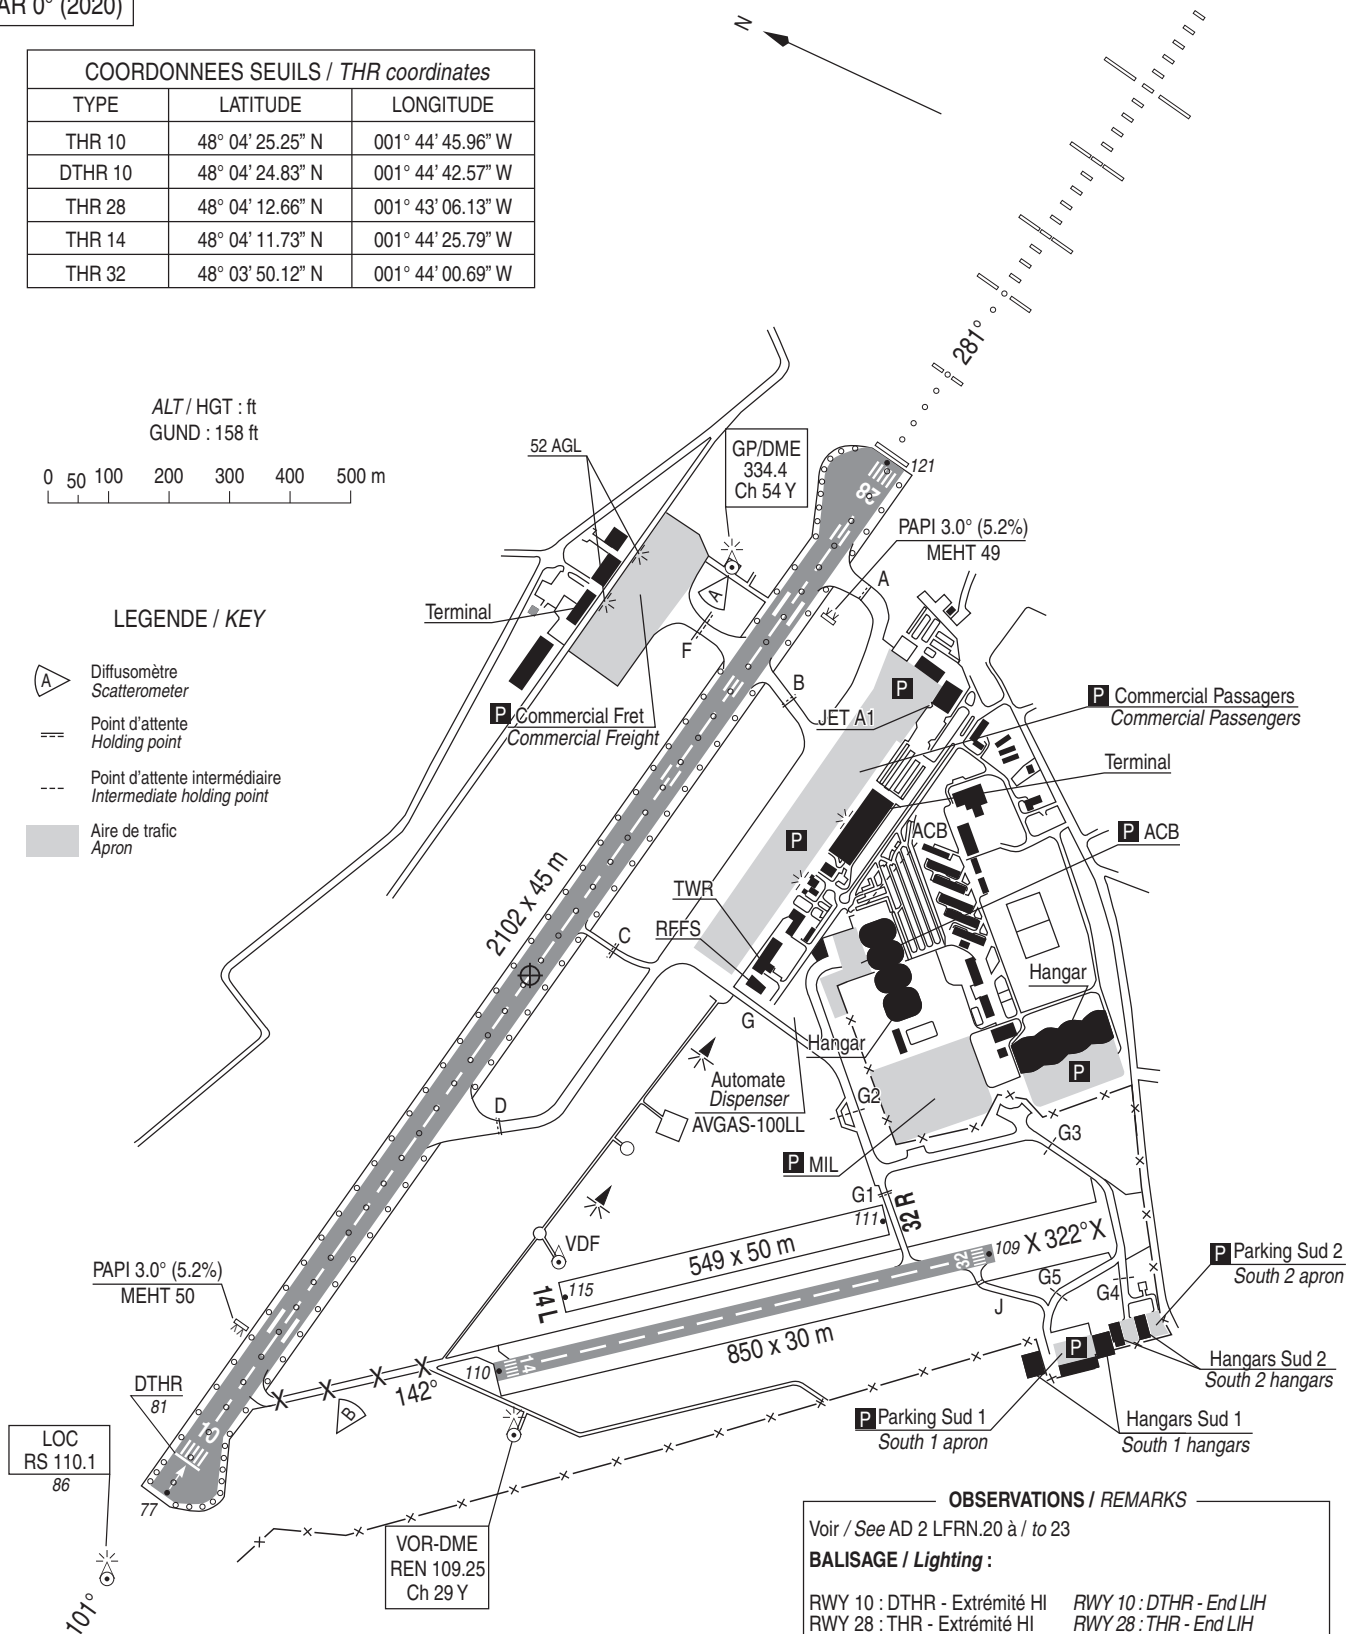 AR 0° (2020)
N
COORDONNEES SEUILS / THR coordinates
TYPE LATITUDE LONGITUDE
THR 10 48° 04' 25.25" N 001° 44' 45.96" W
DTHR 10 48° 04' 24.83" N 001° 44' 42.57" W
THR 28 48° 04' 12.66" N 001° 43' 06.13" W
THR 14 48° 04' 11.73" N 001° 44' 25.79" W
THR 32 48° 03' 50.12" N 001° 44' 00.69" W
281°
ALT / HGT : ft
GUND : 158 ft
0 50 100 200 300 400 500 m
52 AGL
GP/DME
334.4
Ch 54 Y
121
28
PAPI 3.0° (5.2%)
MEHT 49
A
A
LEGENDE / KEY
A
Diffusomètre
Scatterometer
Point d'attente
Holding point
Point d'attente intermédiaire
Intermediate holding point
Aire de trafic
Apron
Terminal
F
B
P
JET A1
P Commercial Fret
Commercial Freight
P Commercial Passagers
Commercial Passengers
Terminal
ACB
P ACB
P
2102 x 45 m
TWR
RFFS
C
Hangar
G
Hangar
P
Automate
Dispenser
AVGAS-100LL
G2
D
G3
P MIL
G1
32 R
111
VDF
549 x 50 m
109
X 322° X
32
P Parking Sud 2
South 2 apron
PAPI 3.0° (5.2%)
MEHT 50
14 L
115
G5
G4
J
850 x 30 m
P
110
14
X X X X
142°
Hangars Sud 2
South 2 hangars
DTHR
81
B
10
P Parking Sud 1
South 1 apron
Hangars Sud 1
South 1 hangars
LOC
RS 110.1
86
77
VOR-DME
REN 109.25
Ch 29 Y
101°
OBSERVATIONS / REMARKS
Voir / See AD 2 LFRN.20 à / to 23
BALISAGE / Lighting :
RWY 10 : DTHR - Extrémité HI RWY 10 : DTHR - End LIH
RWY 28 : THR - Extrémité HI RWY 28 : THR - End LIH